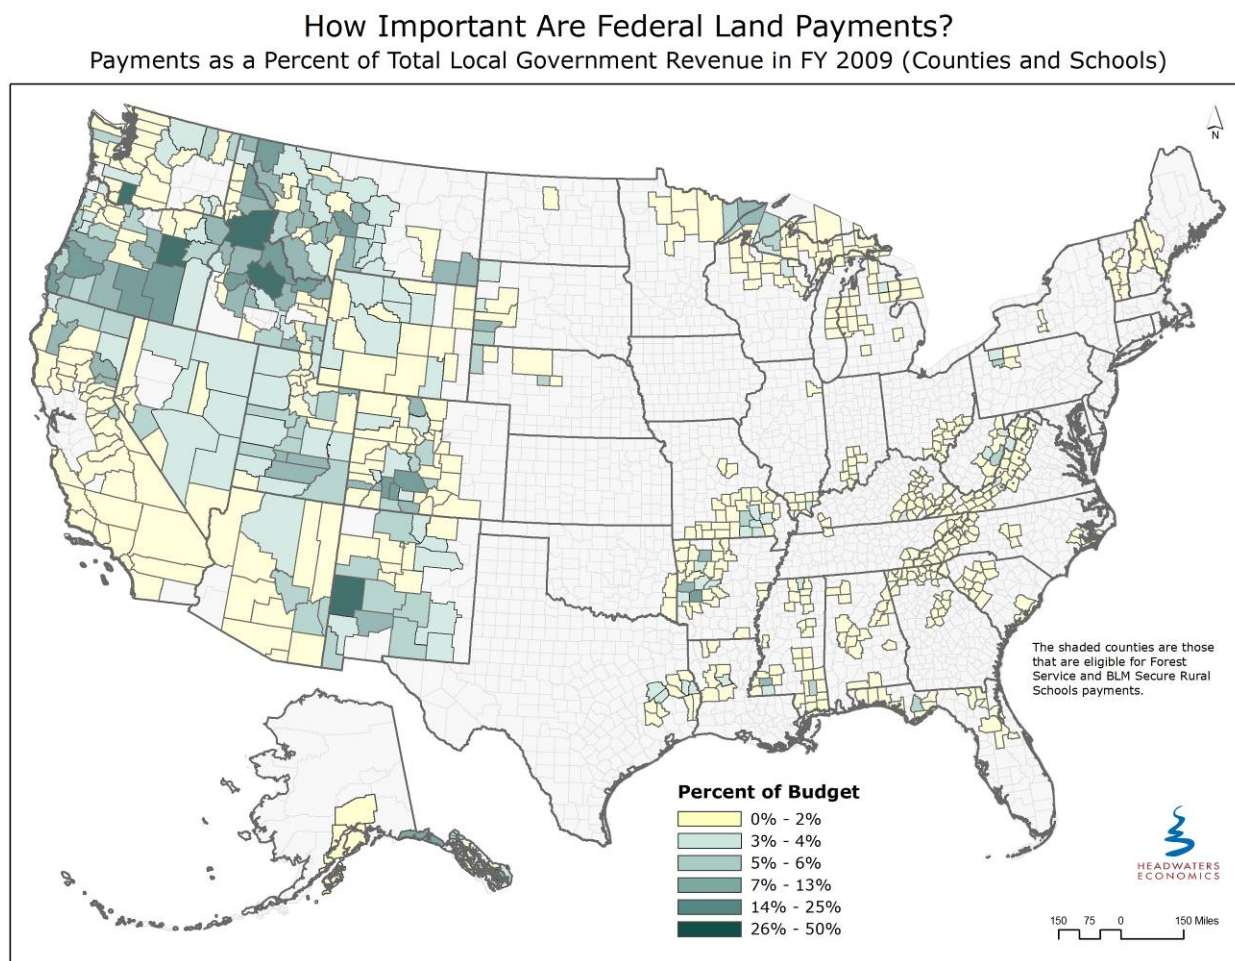 How Important Are Federal Land Payments?
Payments as a Percent of Total Local Government Revenue in FY 2009 (Counties and Schools)
N
The shaded counties are those
that are eligible for Forest
Service and BLM Secure Rural
Schools payments.
Percent of Budget
0% - 2%
3% - 4%
5% - 6%
7% - 13%
14% - 25%
26% - 50%
HEADWATERS
ECONOMICS
150 75 0 150 Miles